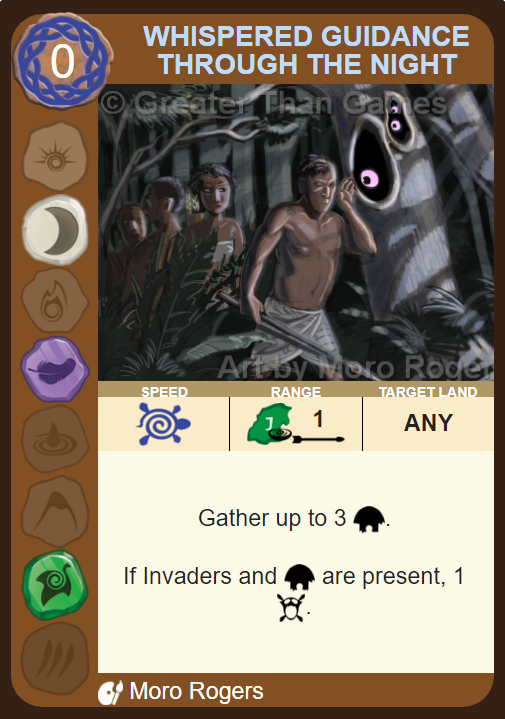 0
WHISPERED GUIDANCE
THROUGH THE NIGHT
© Greater Than Games
Art by Moro Roger
SPEED RANGE TARGET LAND
1 ANY
Gather up to 3 .
If Invaders and are present, 1
.
Moro Rogers